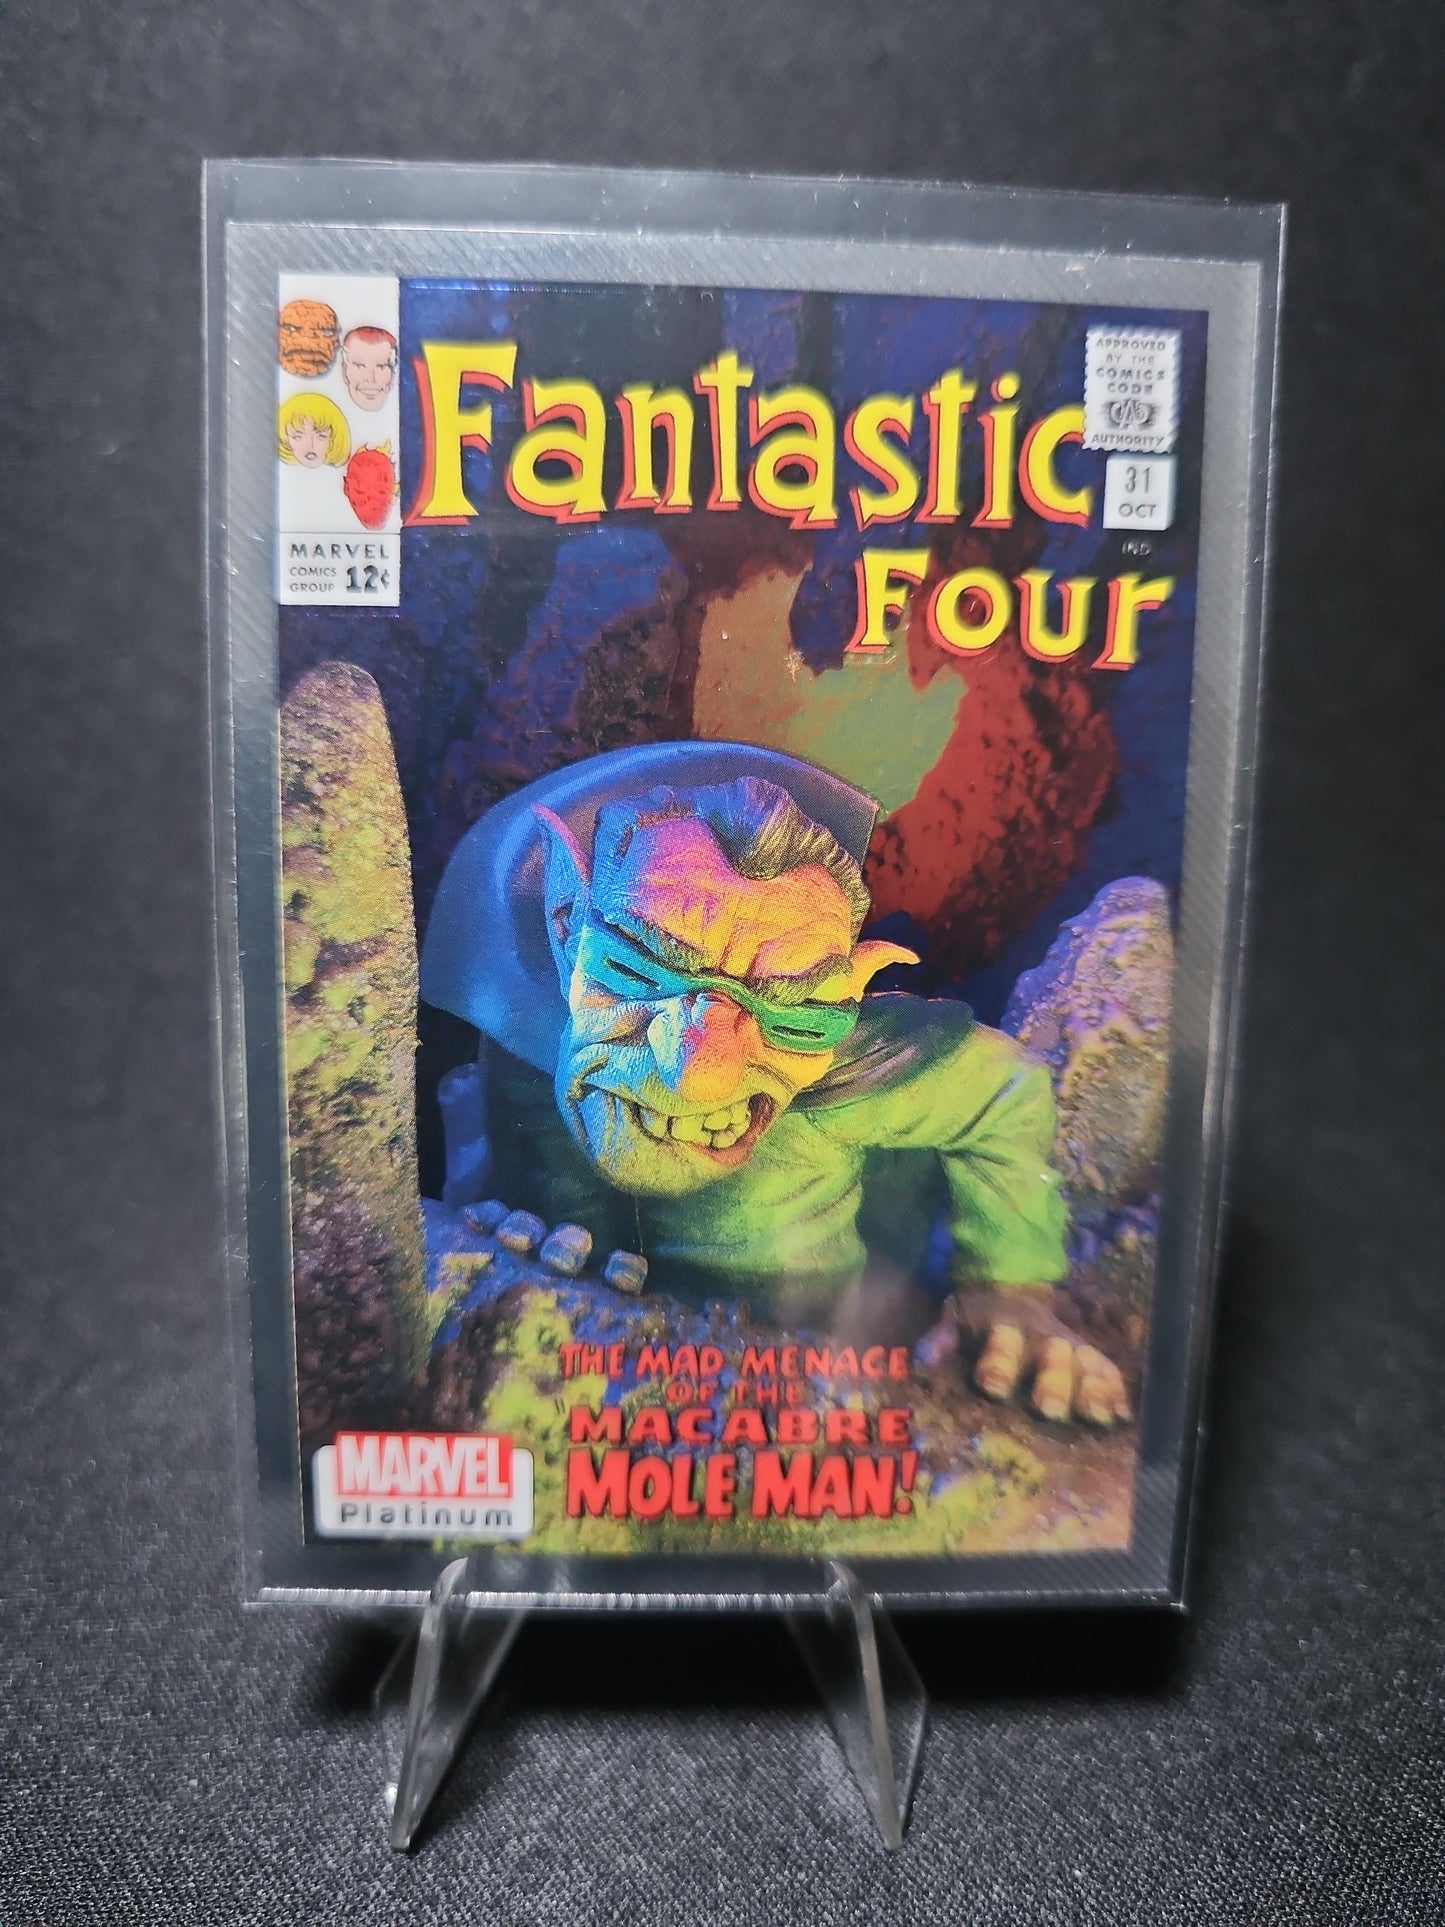 Fantastic
Four
APPROVED
BY THE
COMICS
CODE
AUTHORITY
31
OCT
IND
MARVEL
COMICS
GROUP 12¢
THE MAD MENACE
OF THE
MACABRE
MOLE MAN!
MARVEL
Platinum